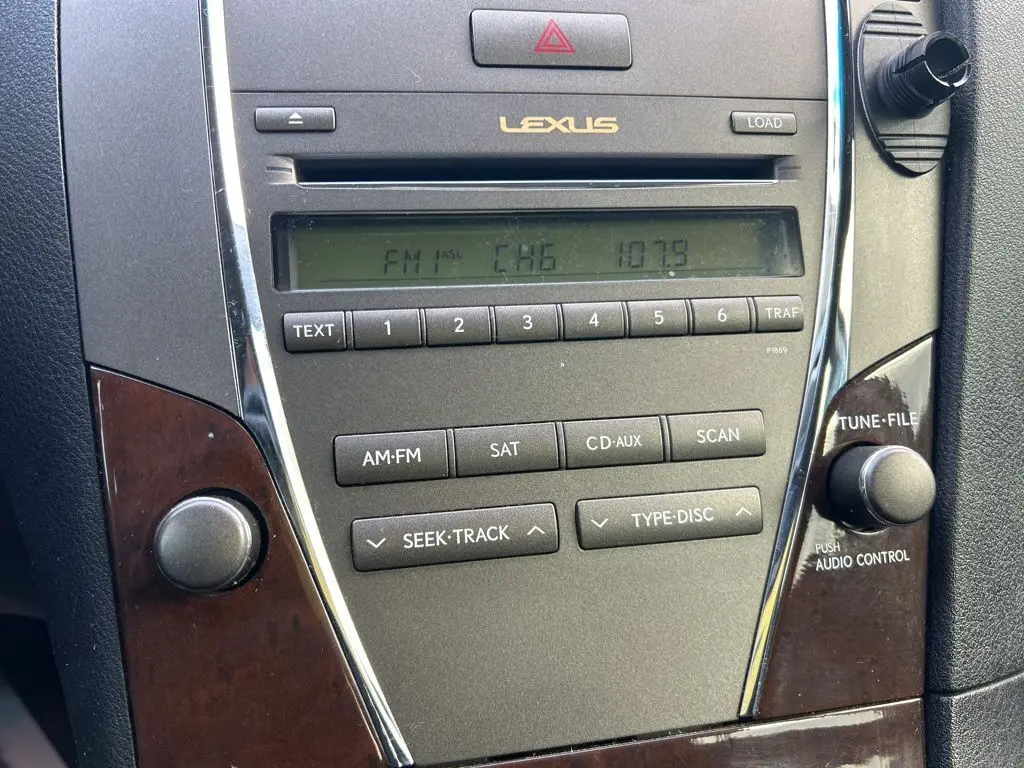 LEXUS
LOAD
FM1 ASL CH6 107.9
TEXT 1 2 3 4 5 6 TRAF
P1869
TUNE·FILE
AM·FM SAT CD·AUX SCAN
SEEK·TRACK TYPE·DISC
PUSH
AUDIO CONTROL